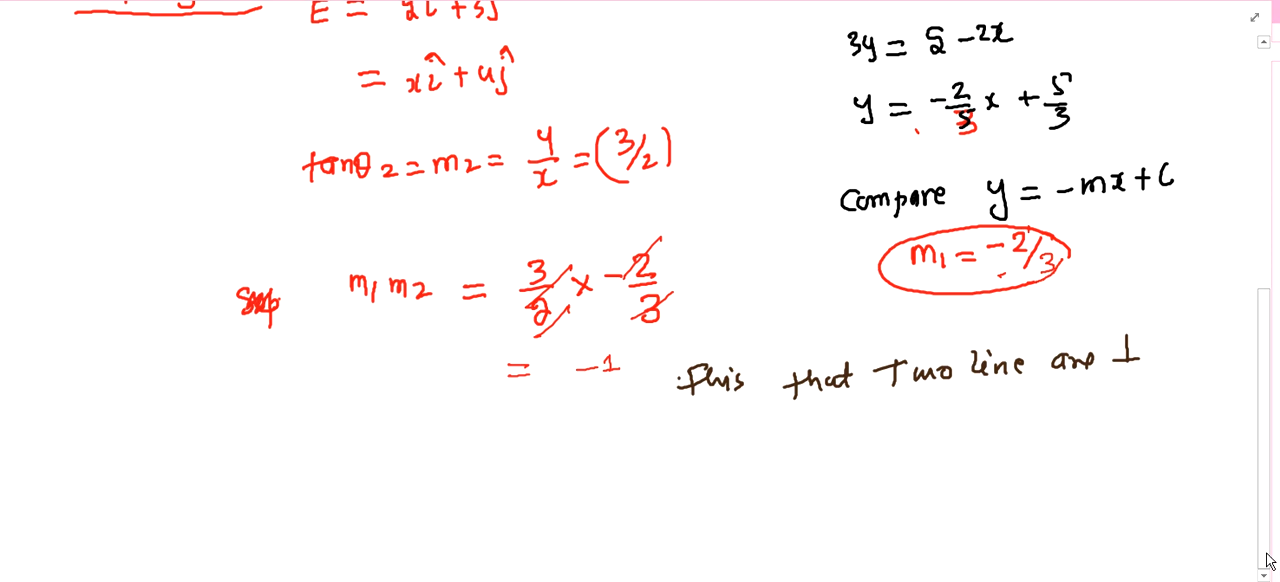 E = 2i + 3j
= xî + yĵ
tanθ2 = m2 = y/x = (3/2)
m1 m2 = 3/2 x -2/3
= -1 This that Two line are ⊥
3y = 5 - 2x
y = -2/3 x + 5/3
Compare y = -mx + c
m1 = -2/3